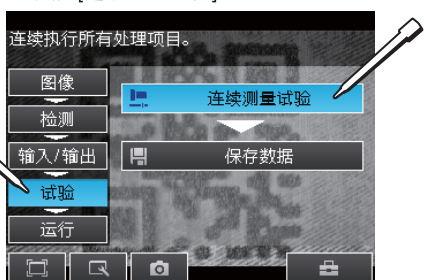 连续执行所有处理项目。
图像
检测
输入/输出
试验
运行
连续测量试验
保存数据